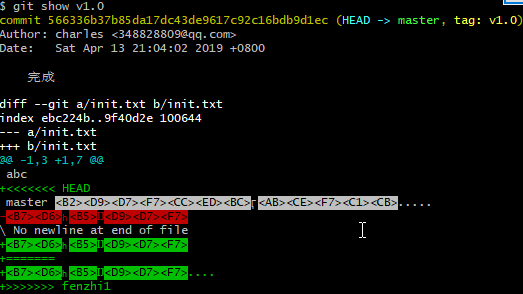 $ git show v1.0
commit 566336b37b85da17dc43de9617c92c16bdb9d1ec (HEAD -> master, tag: v1.0)
Author: charles <348828809@qq.com>
Date:   Sat Apr 13 21:04:02 2019 +0800
完成
diff --git a/init.txt b/init.txt
index ebc224b..9f40d2e 100644
--- a/init.txt
+++ b/init.txt
@@ -1,3 +1,7 @@
 abc
+<<<<<<< HEAD
 master <B2><D9><D7><F7><CC><ED><BC><AB><CE><F7><C1><CB>.....
-<B7><D6><B5><D9><D7><F7>
\ No newline at end of file
+<B7><D6><B5><D9><D7><F7>
+=======
+<B7><D6><B5><D9><D7><F7>....
+>>>>>>> fenzhi1